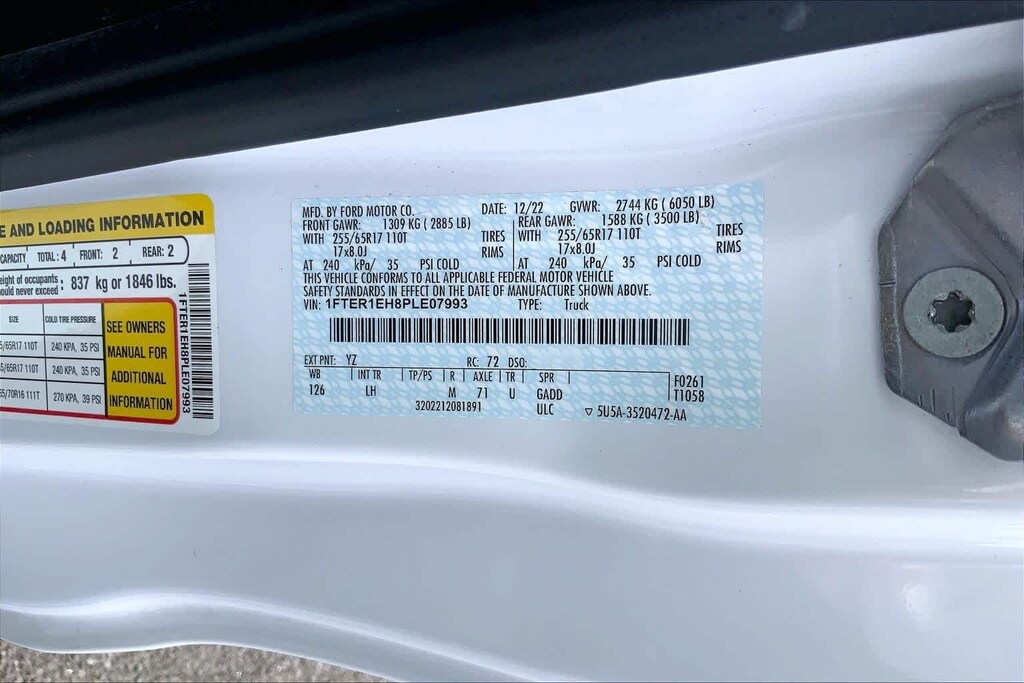 E AND LOADING INFORMATION
CAPACITY TOTAL: 4 FRONT: 2 REAR: 2
eight of occupants
ould never exceed : 837 kg or 1846 lbs.
SIZE COLD TIRE PRESSURE
5/65R17 110T 240 KPA, 35 PSI
/65R17 110T 240 KPA, 35 PSI
5/70R16 111T 270 KPA, 39 PSI
SEE OWNERS
MANUAL FOR
ADDITIONAL
INFORMATION
1FTER1EH8PLE07993
MFD. BY FORD MOTOR CO. DATE: 12/22 GVWR: 2744 KG ( 6050 LB)
FRONT GAWR: 1309 KG ( 2885 LB) REAR GAWR: 1588 KG ( 3500 LB)
WITH 255/65R17 110T TIRES WITH 255/65R17 110T TIRES
17x8.0J RIMS 17x8.0J RIMS
AT 240 kPa/ 35 PSI COLD AT 240 kPa/ 35 PSI COLD
THIS VEHICLE CONFORMS TO ALL APPLICABLE FEDERAL MOTOR VEHICLE
SAFETY STANDARDS IN EFFECT ON THE DATE OF MANUFACTURE SHOWN ABOVE.
VIN: 1FTER1EH8PLE07993 TYPE: Truck
EXT PNT: YZ RC: 72 DSO:
WB INT TR TP/PS R AXLE TR SPR F0261
126 LH M 71 U GADD T1058
3202212081891 ULC ▽ 5U5A-3520472-AA